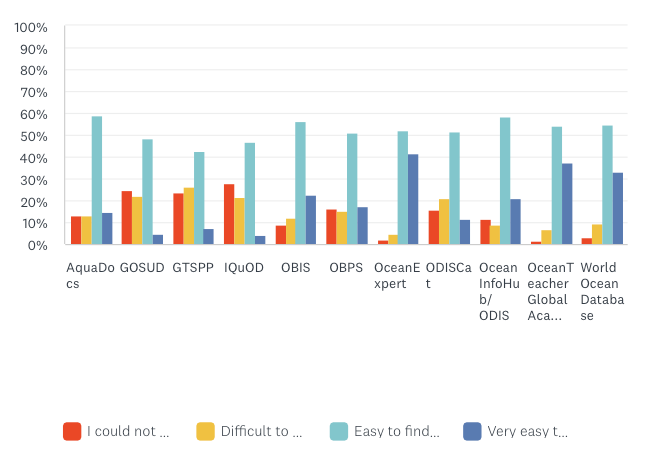 100%
90%
80%
70%
60%
50%
40%
30%
20%
10%
0%
AquaDo
cs
GOSUD
GTSPP
IQuOD
OBIS
OBPS
OceanE
xpert
ODISCa
t
Ocean
InfoHu
b/
ODIS
OceanT
eacher
Global
Aca...
World
Ocean
Databa
se
I could not ...
Difficult to ...
Easy to find...
Very easy t...